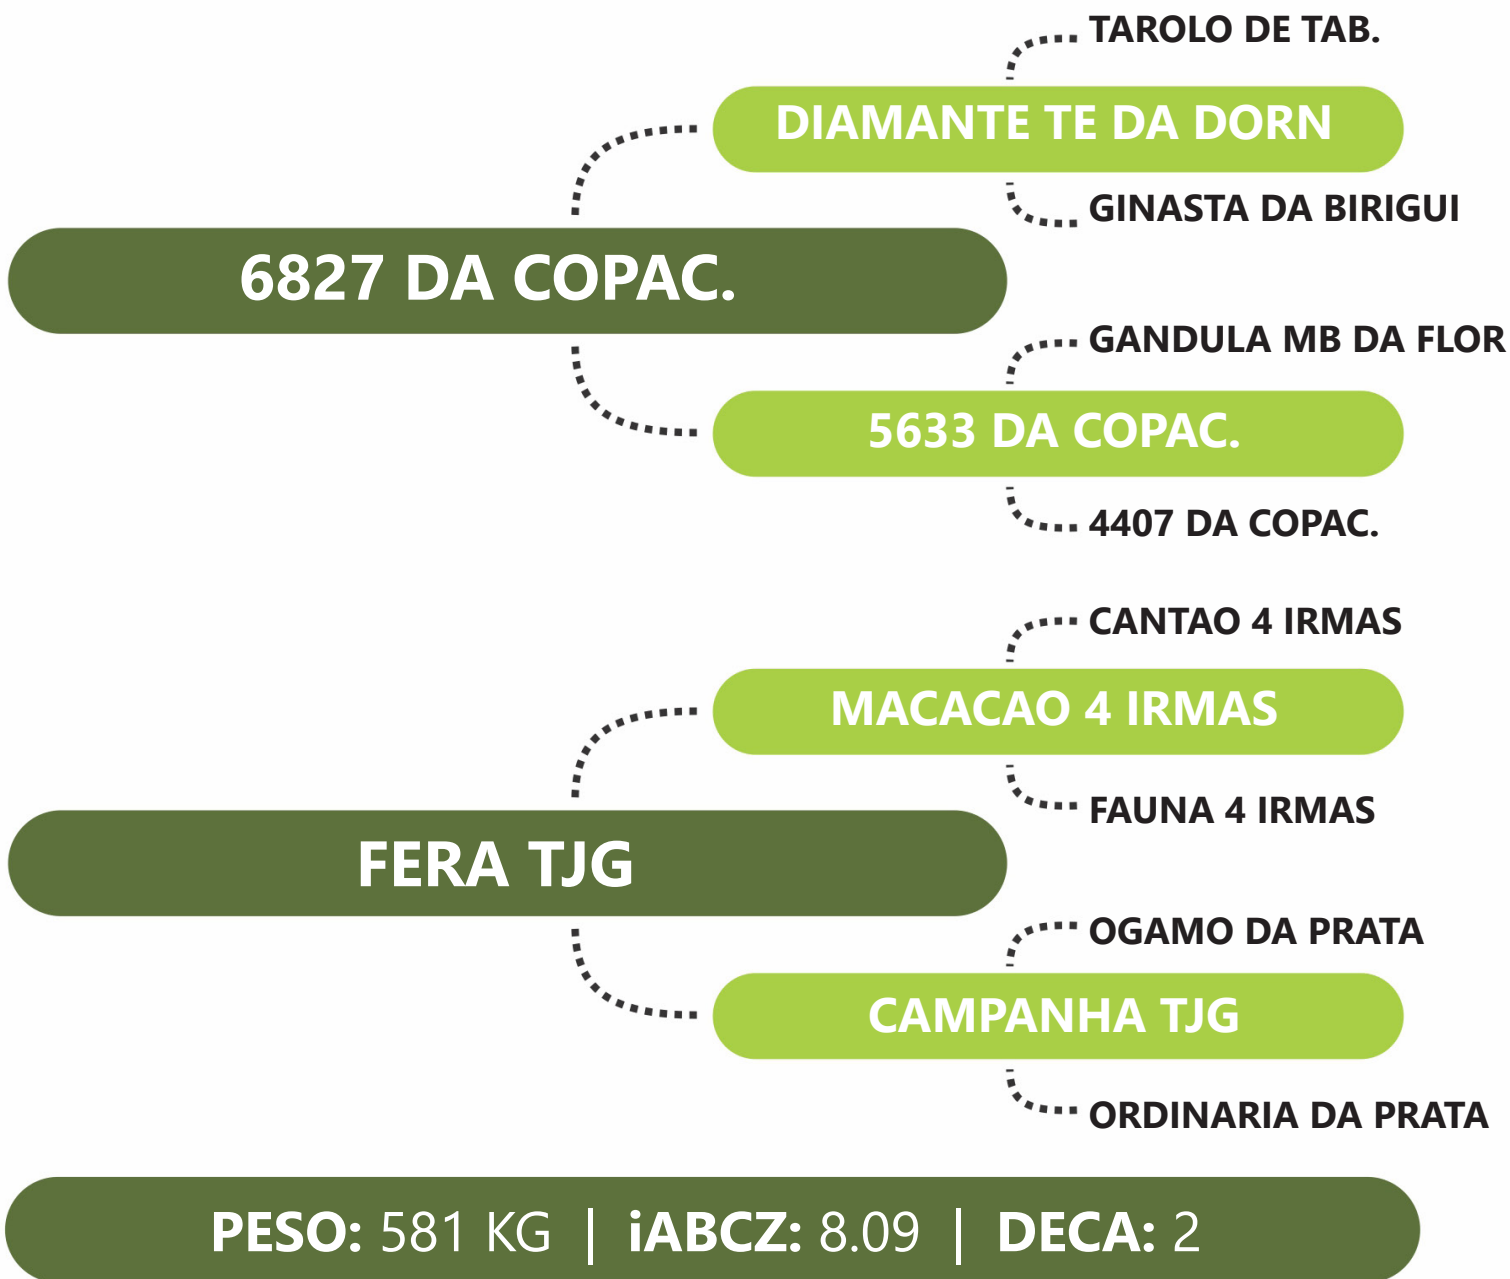 TAROLO DE TAB.
DIAMANTE TE DA DORN
GINASTA DA BIRIGUI
6827 DA COPAC.
GANDULA MB DA FLOR
5633 DA COPAC.
4407 DA COPAC.
CANTAO 4 IRMAS
MACACAO 4 IRMAS
FAUNA 4 IRMAS
FERA TJG
OGAMO DA PRATA
CAMPANHA TJG
ORDINARIA DA PRATA
PESO: 581 KG | iABCZ: 8.09 | DECA: 2